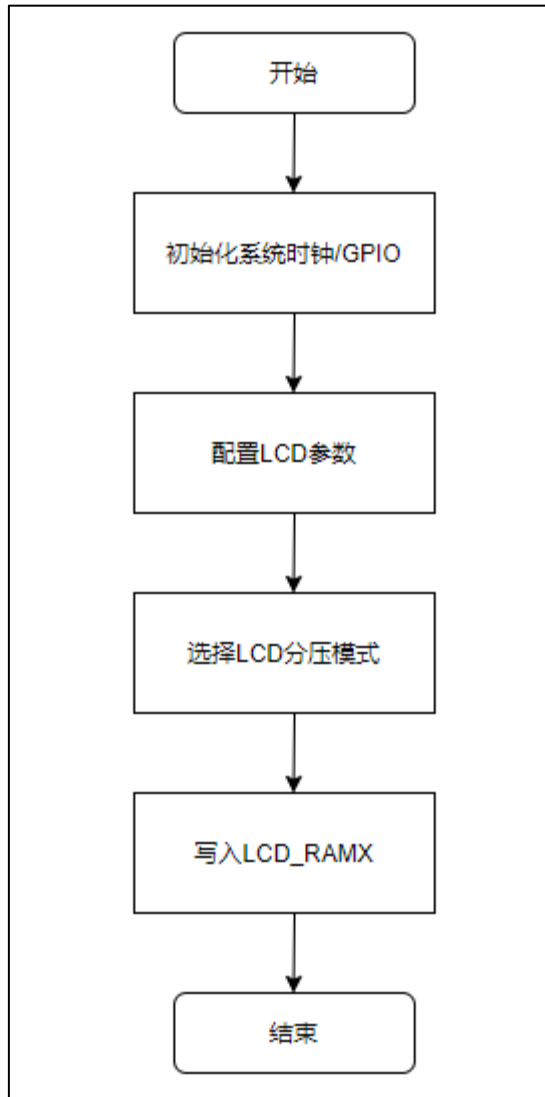 开始
初始化系统时钟/GPIO
配置LCD参数
选择LCD分压模式
写入LCD_RAMX
结束